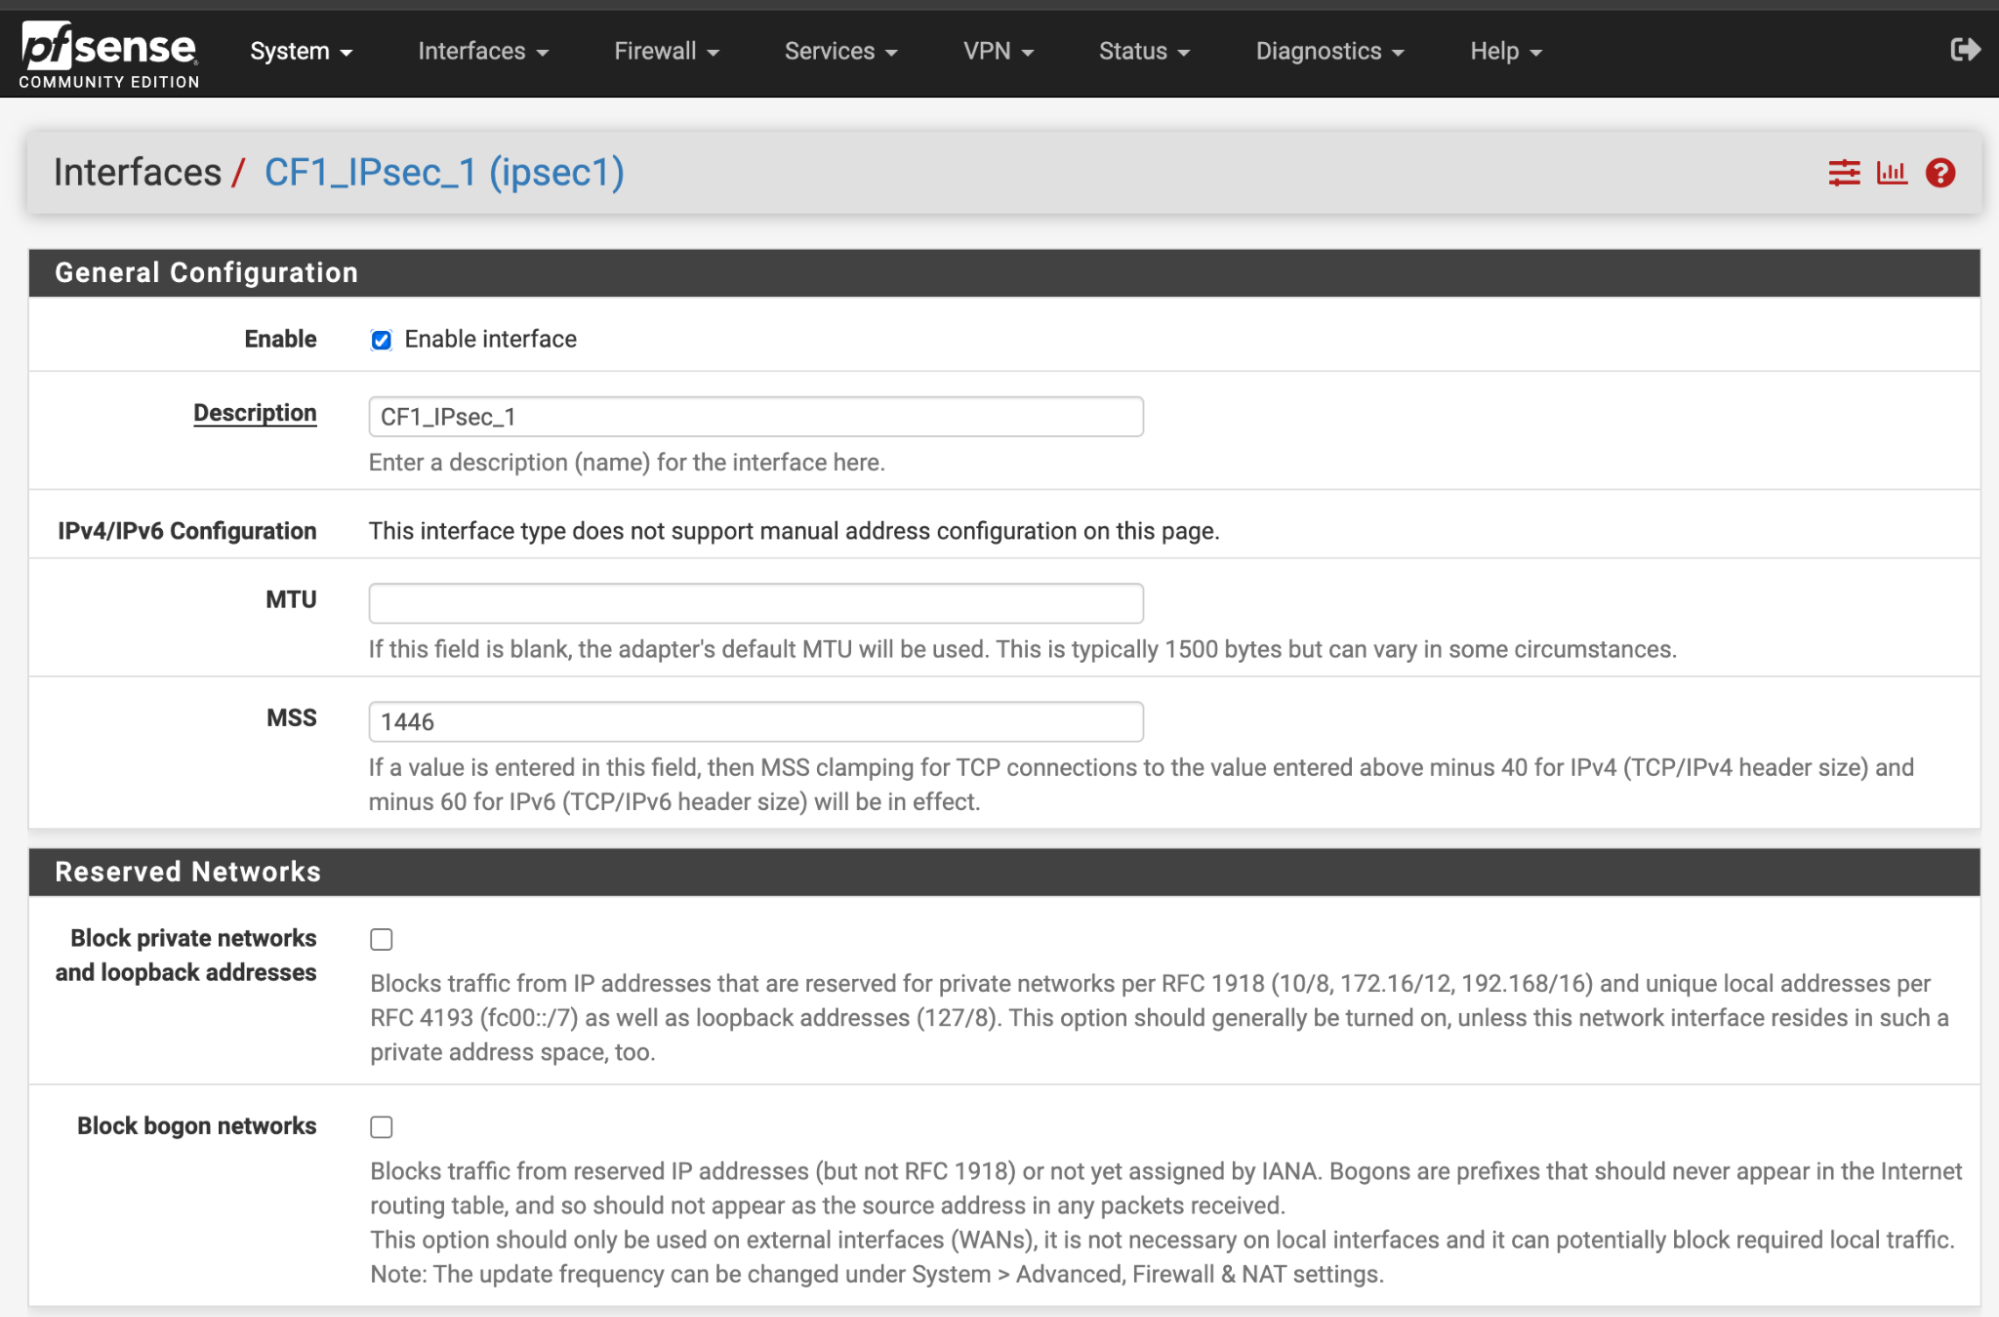 pfsense
COMMUNITY EDITION
System Interfaces Firewall Services VPN Status Diagnostics Help
Interfaces / CF1_IPsec_1 (ipsec1)
General Configuration
Enable Enable interface
Description CF1_IPsec_1
Enter a description (name) for the interface here.
IPv4/IPv6 Configuration This interface type does not support manual address configuration on this page.
MTU
If this field is blank, the adapter's default MTU will be used. This is typically 1500 bytes but can vary in some circumstances.
MSS 1446
If a value is entered in this field, then MSS clamping for TCP connections to the value entered above minus 40 for IPv4 (TCP/IPv4 header size) and
minus 60 for IPv6 (TCP/IPv6 header size) will be in effect.
Reserved Networks
Block private networks
and loopback addresses
Blocks traffic from IP addresses that are reserved for private networks per RFC 1918 (10/8, 172.16/12, 192.168/16) and unique local addresses per
RFC 4193 (fc00::/7) as well as loopback addresses (127/8). This option should generally be turned on, unless this network interface resides in such a
private address space, too.
Block bogon networks
Blocks traffic from reserved IP addresses (but not RFC 1918) or not yet assigned by IANA. Bogons are prefixes that should never appear in the Internet
routing table, and so should not appear as the source address in any packets received.
This option should only be used on external interfaces (WANs), it is not necessary on local interfaces and it can potentially block required local traffic.
Note: The update frequency can be changed under System > Advanced, Firewall & NAT settings.